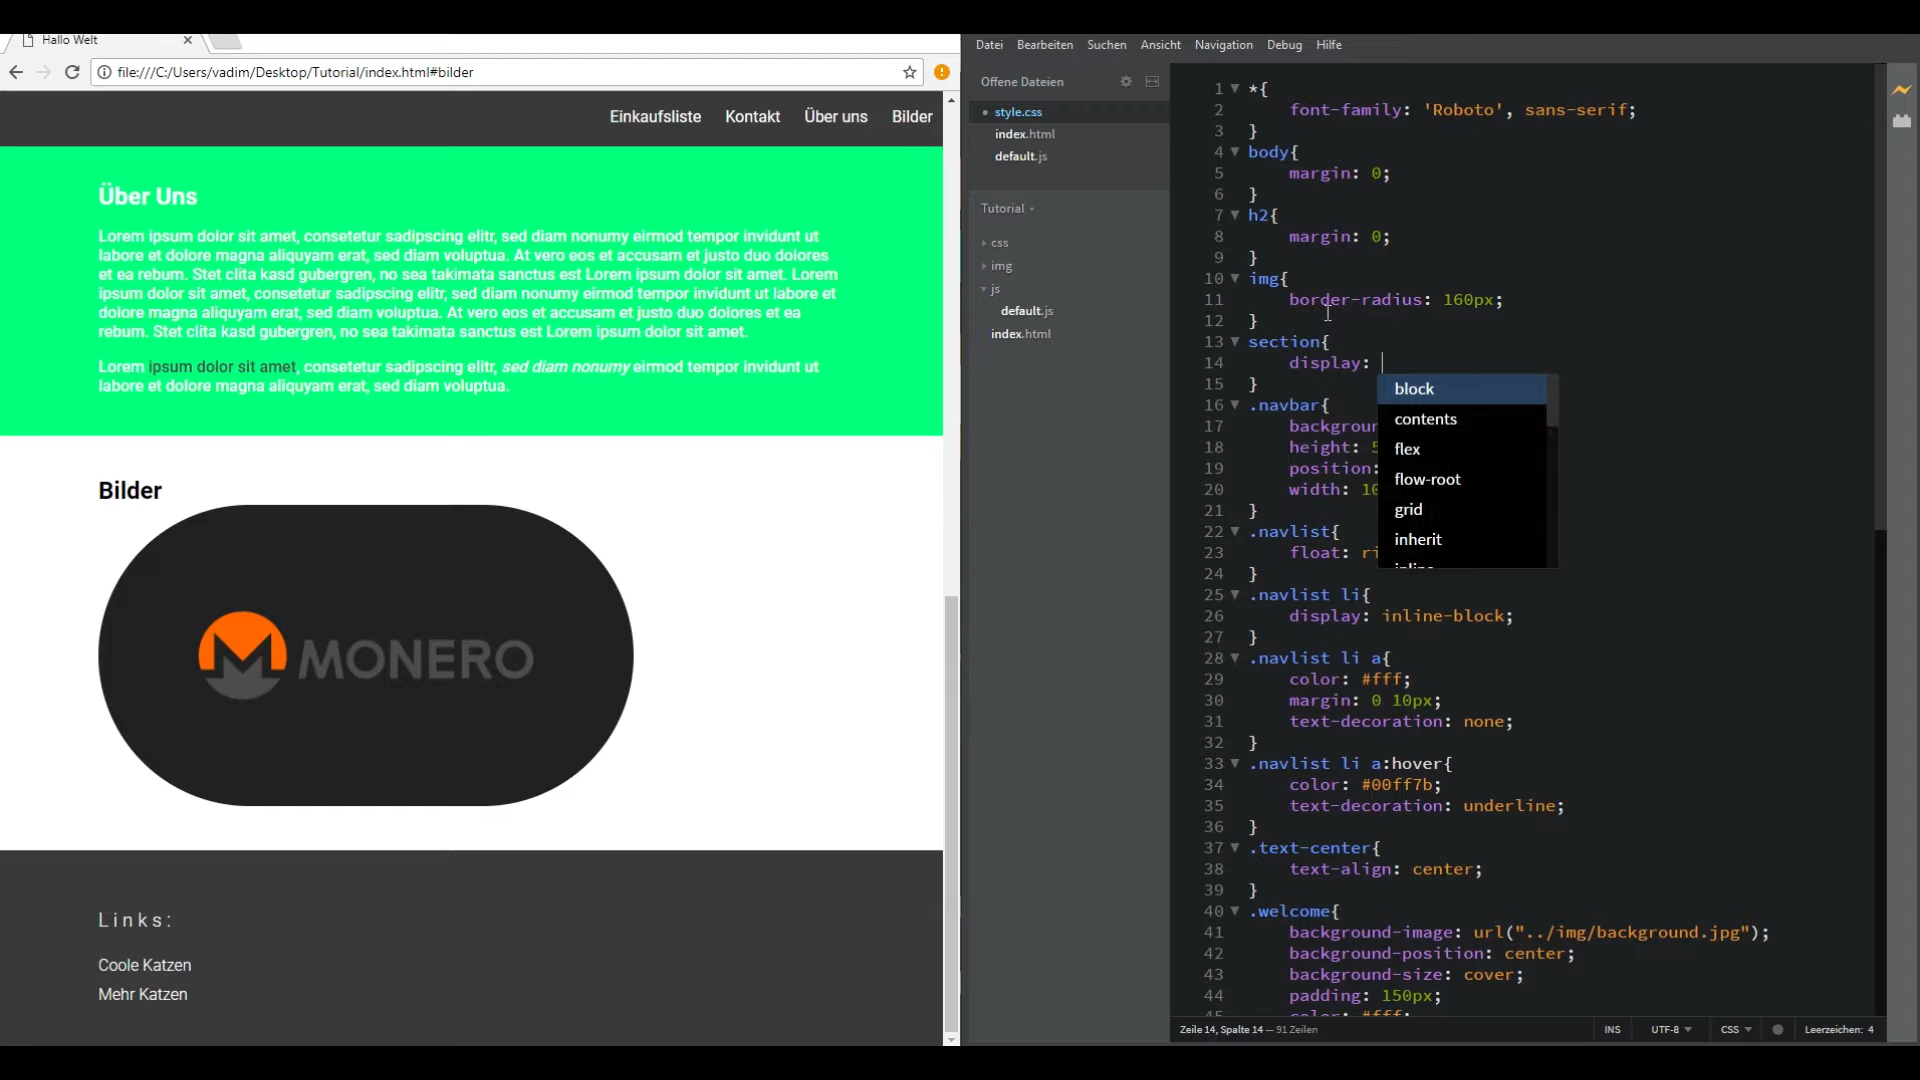 Hallo Welt
file:///C:/Users/vadim/Desktop/Tutorial/index.html#bilder
Einkaufsliste Kontakt Über uns Bilder
Über Uns
Lorem ipsum dolor sit amet, consetetur sadipscing elitr, sed diam nonumy eirmod tempor invidunt ut
labore et dolore magna aliquyam erat, sed diam voluptua. At vero eos et accusam et justo duo dolores
et ea rebum. Stet clita kasd gubergren, no sea takimata sanctus est Lorem ipsum dolor sit amet. Lorem
ipsum dolor sit amet, consetetur sadipscing elitr, sed diam nonumy eirmod tempor invidunt ut labore et
dolore magna aliquyam erat, sed diam voluptua. At vero eos et accusam et justo duo dolores et ea
rebum. Stet clita kasd gubergren, no sea takimata sanctus est Lorem ipsum dolor sit amet.
Lorem ipsum dolor sit amet, consetetur sadipscing elitr, sed diam nonumy eirmod tempor invidunt ut
labore et dolore magna aliquyam erat, sed diam voluptua.
Bilder
MONERO
Links:
Coole Katzen
Mehr Katzen
Datei Bearbeiten Suchen Ansicht Navigation Debug Hilfe
Offene Dateien
style.css
index.html
default.js
Tutorial
css
img
js
default.js
index.html
1 *{
2 font-family: 'Roboto', sans-serif;
3 }
4 body{
5 margin: 0;
6 }
7 h2{
8 margin: 0;
9 }
10 img{
11 border-radius: 160px;
12 }
13 section{
14 display:
15 }
16 .navbar{
17 backgroun
18 height: 5
19 position:
20 width: 10
21 }
22 .navlist{
23 float: ri
24 }
25 .navlist li{
26 display: inline-block;
27 }
28 .navlist li a{
29 color: #fff;
30 margin: 0 10px;
31 text-decoration: none;
32 }
33 .navlist li a:hover{
34 color: #00ff7b;
35 text-decoration: underline;
36 }
37 .text-center{
38 text-align: center;
39 }
40 .welcome{
41 background-image: url("../img/background.jpg");
42 background-position: center;
43 background-size: cover;
44 padding: 150px;
45 color: #fff;
block
contents
flex
flow-root
grid
inherit
inline
Zeile 14, Spalte 14 — 91 Zeilen
INS UTF-8 CSS Leerzeichen: 4